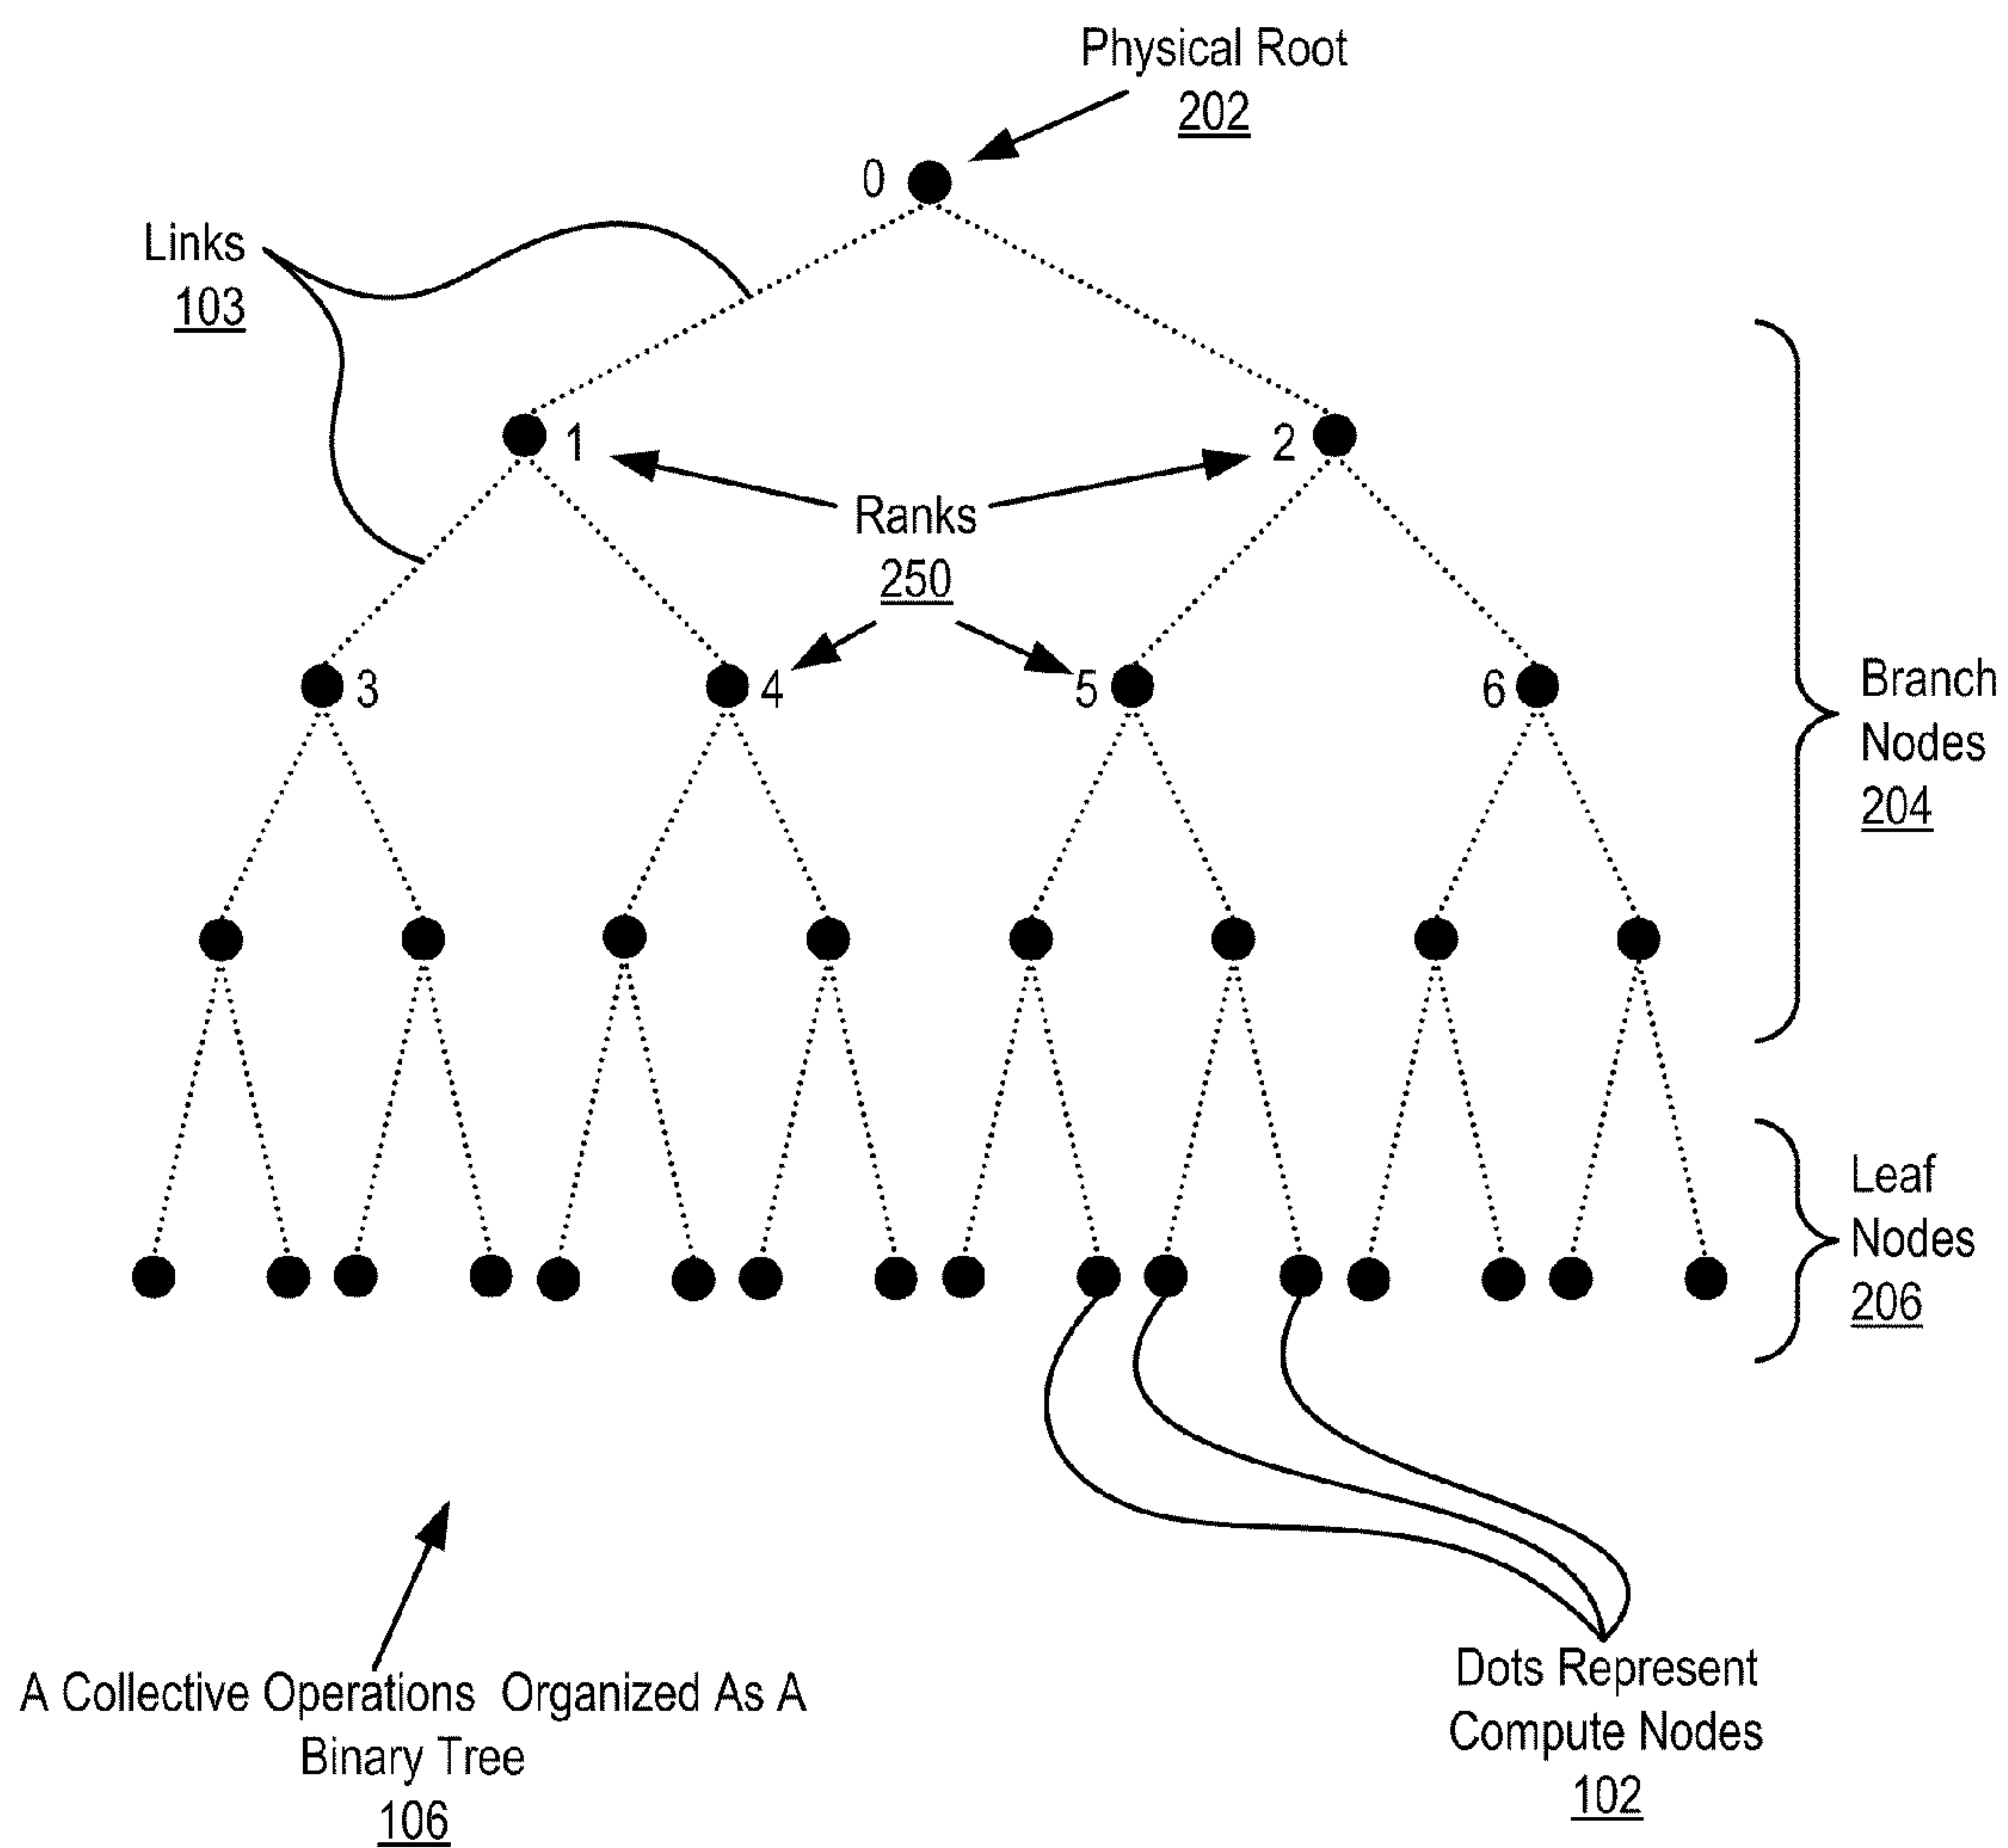 Physical Root
202
0
Links
103
1
2
Ranks
250
3
4
5
6
Branch
Nodes
204
Leaf
Nodes
206
A Collective Operations Organized As A
Binary Tree
106
Dots Represent
Compute Nodes
102